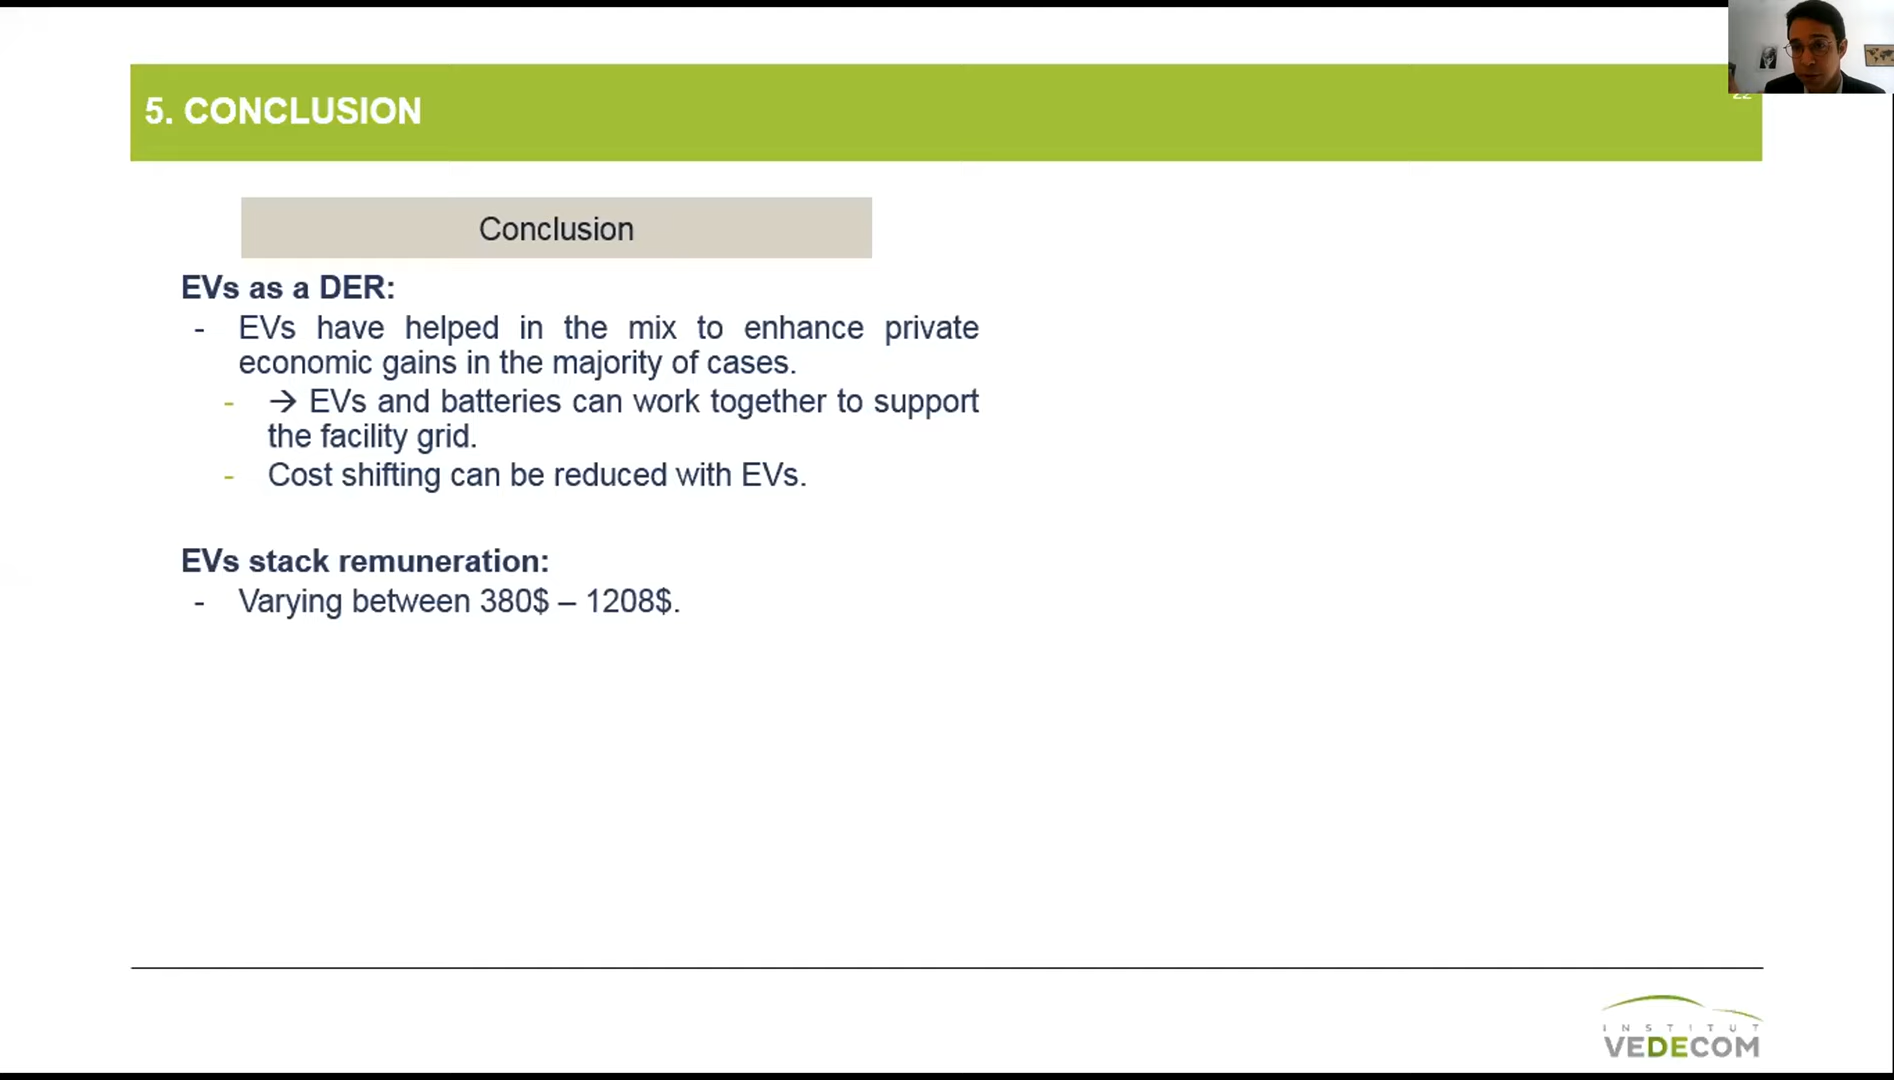 5. CONCLUSION
22
Conclusion
EVs as a DER:
- EVs have helped in the mix to enhance private
economic gains in the majority of cases.
- → EVs and batteries can work together to support
the facility grid.
- Cost shifting can be reduced with EVs.
EVs stack remuneration:
- Varying between 380$ – 1208$.
INSTITUT
VEDECOM